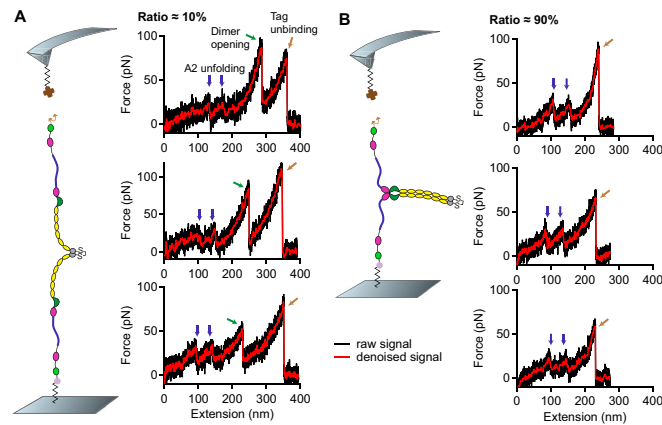 A
Ratio ≈ 10%
Dimer opening
Tag unbinding
A2 unfolding
Force (pN)
100
50
0
0 100 200 300 400
Force (pN)
100
50
0
0 100 200 300 400
Force (pN)
100
50
0
0 100 200 300 400
Extension (nm)
S
S
B
Ratio ≈ 90%
Force (pN)
100
50
0
0 100 200 300 400
Force (pN)
100
50
0
0 100 200 300 400
Force (pN)
100
50
0
0 100 200 300 400
Extension (nm)
S
S
raw signal
denoised signal